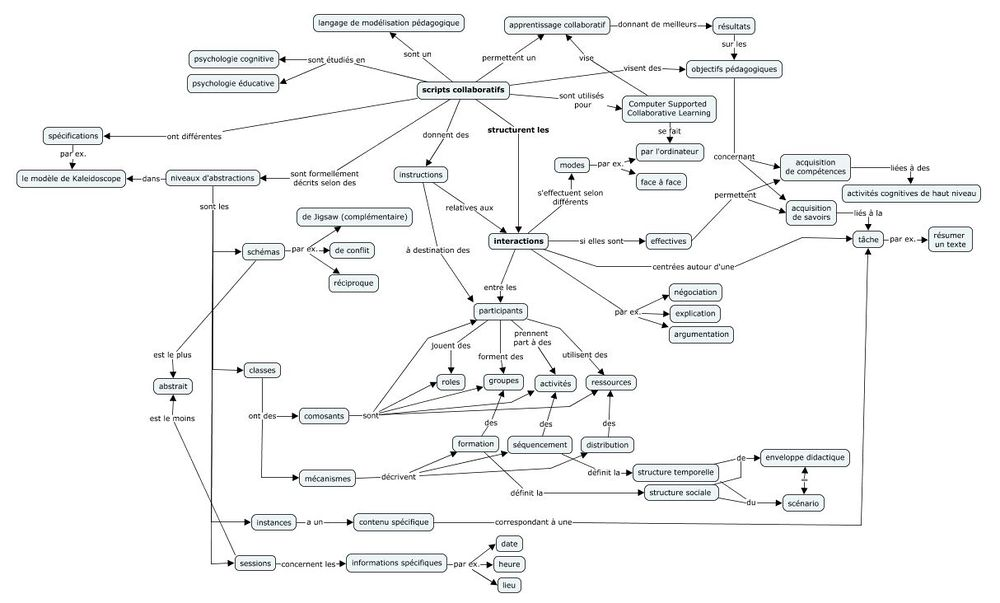 langage de modélisation pédagogique
apprentissage collaboratif
donnant de meilleurs
résultats
sont un
permettent un
vise
sur les
psychologie cognitive
sont étudiés en
psychologie éducative
visent des
objectifs pédagogiques
scripts collaboratifs
sont utilisés
pour
Computer Supported
Collaborative Learning
spécifications
ont différentes
donnent des
structurent les
se fait
par ex.
le modèle de Kaleidoscope
dans
niveaux d'abstractions
sont formellement
décrits selon des
instructions
modes
par ex.
par l'ordinateur
face à face
concernant
acquisition
de compétences
liées à des
activités cognitives de haut niveau
s'effectuent selon
différents
permettent
sont les
relatives aux
acquisition
de savoirs
liés à la
de Jigsaw (complémentaire)
schémas
par ex.
de conflit
réciproque
à destination des
interactions
si elles sont
effectives
tâche
par ex.
résumer
un texte
centrées autour d'une
entre les
négociation
par ex.
explication
argumentation
participants
est le plus
abstrait
est le moins
jouent des
forment des
prennent
part à des
utilisent des
classes
roles
groupes
activités
ressources
ont des
comosants
sont
des
des
des
formation
séquencement
distribution
mécanismes
décrivent
définit la
structure temporelle
de
enveloppe didactique
définit la
structure sociale
du
scénario
instances
a un
contenu spécifique
correspondant à une
sessions
concernent les
informations spécifiques
par ex.
date
heure
lieu